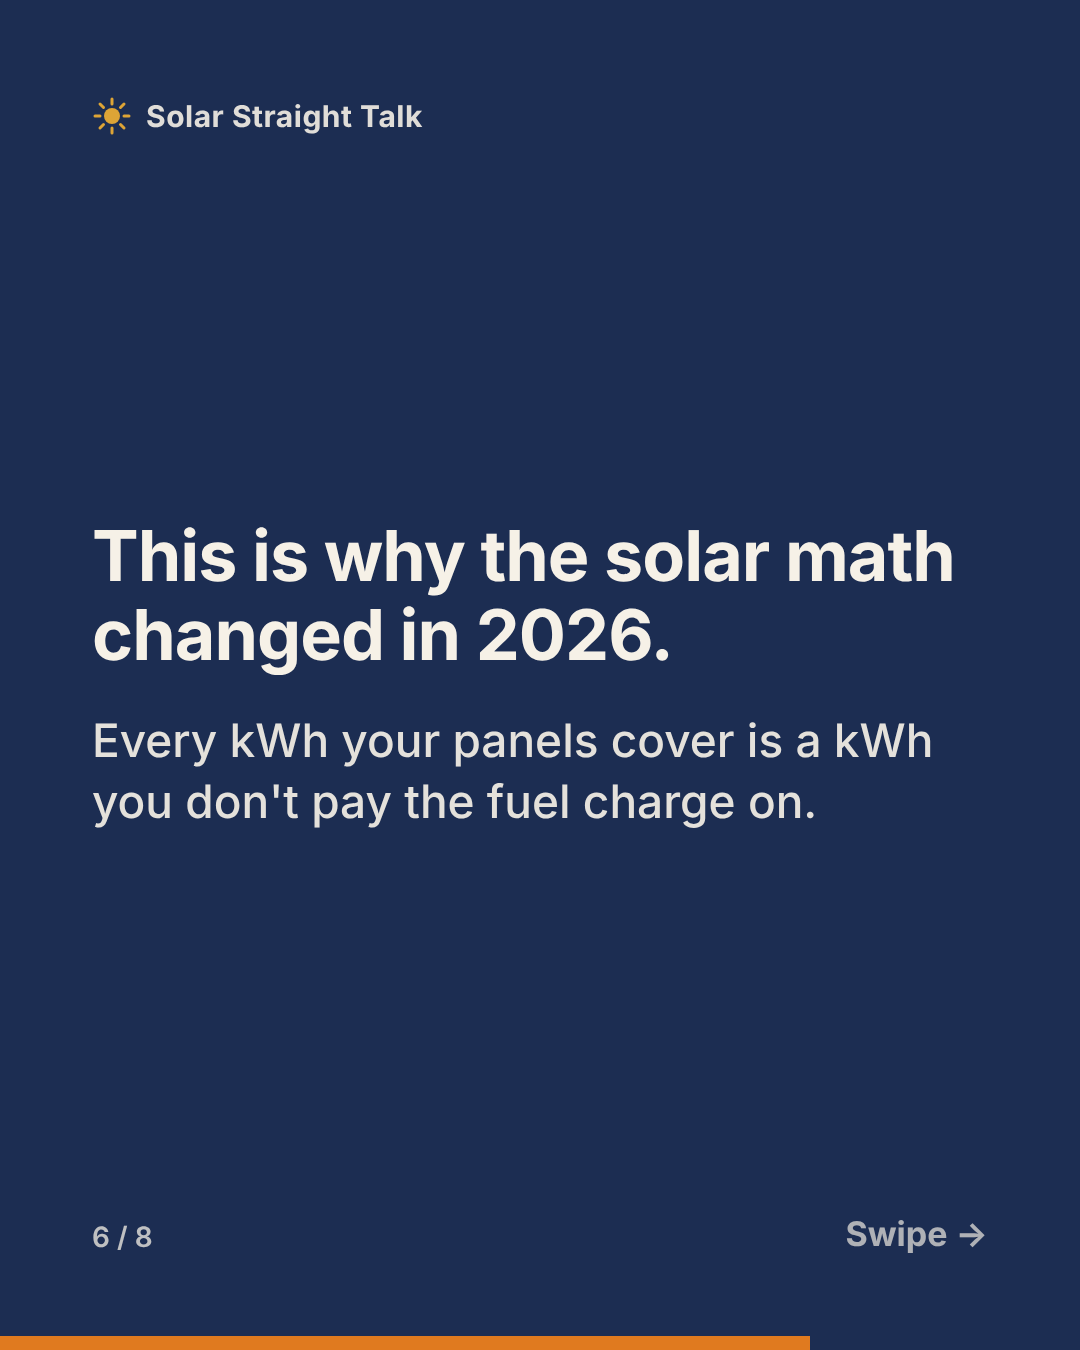 Solar Straight Talk
This is why the solar math
changed in 2026.
Every kWh your panels cover is a kWh
you don't pay the fuel charge on.
6 / 8
Swipe →